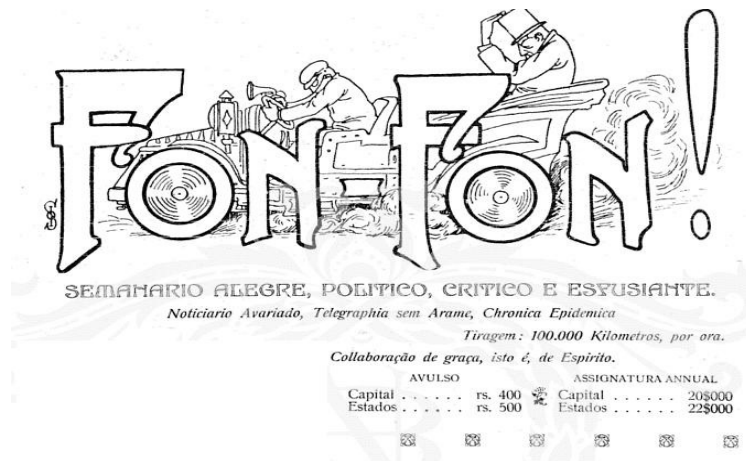 FON-FON!
SEMANARIO ALEGRE, POLITICO, CRITICO E ESFUSIANTE.
Noticiario Avariado, Telegraphia sem Arame, Chronica Epidemica
Tiragem: 100.000 Kilometros, por ora.
Collaboração de graça, isto é, de Espirito.
AVULSO ASSIGNATURA ANNUAL
Capital . . . . . . rs. 400 Capital . . . . . . 20$000
Estados . . . . . . rs. 500 Estados . . . . . . 22$000